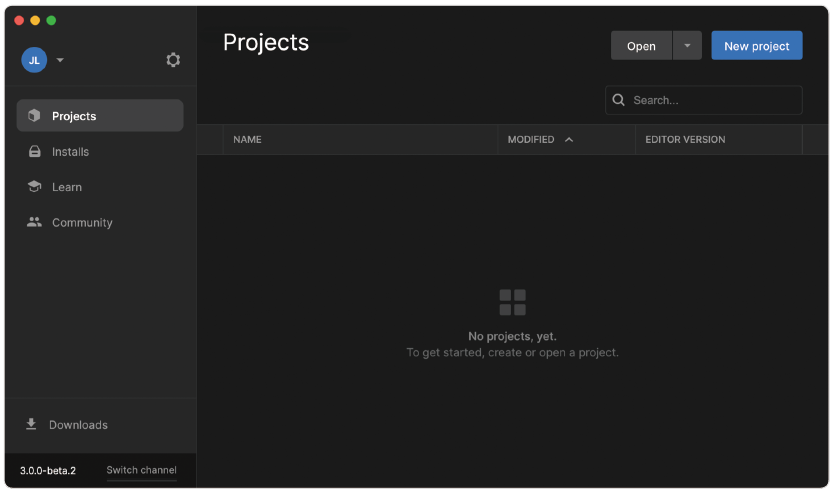 JL
Projects
Installs
Learn
Community
Downloads
3.0.0-beta.2 Switch channel
Projects
Open
New project
Search...
NAME MODIFIED EDITOR VERSION
No projects, yet.
To get started, create or open a project.